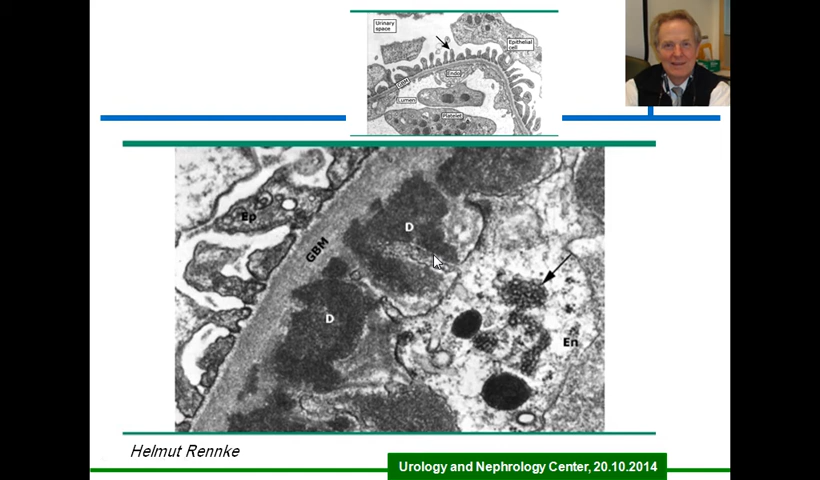 Urinary
space
Epithelial
cell
GBM
Endo
Lumen
Platelet
Ep
GBM
D
D
En
Helmut Rennke
Urology and Nephrology Center, 20.10.2014